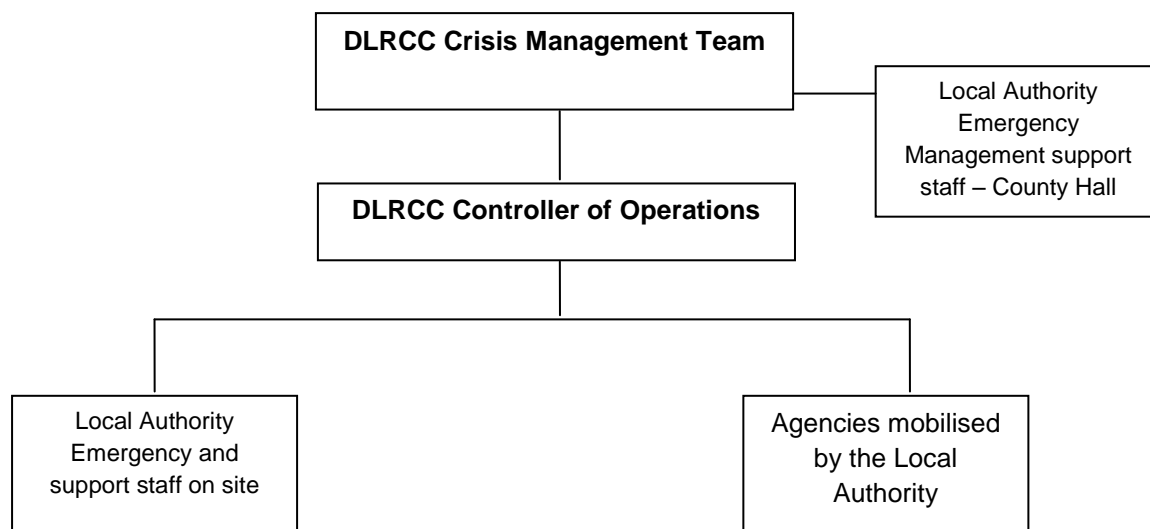 DLRCC Crisis Management Team
Local Authority
Emergency
Management support
staff – County Hall
DLRCC Controller of Operations
Local Authority
Emergency and
support staff on site
Agencies mobilised
by the Local
Authority